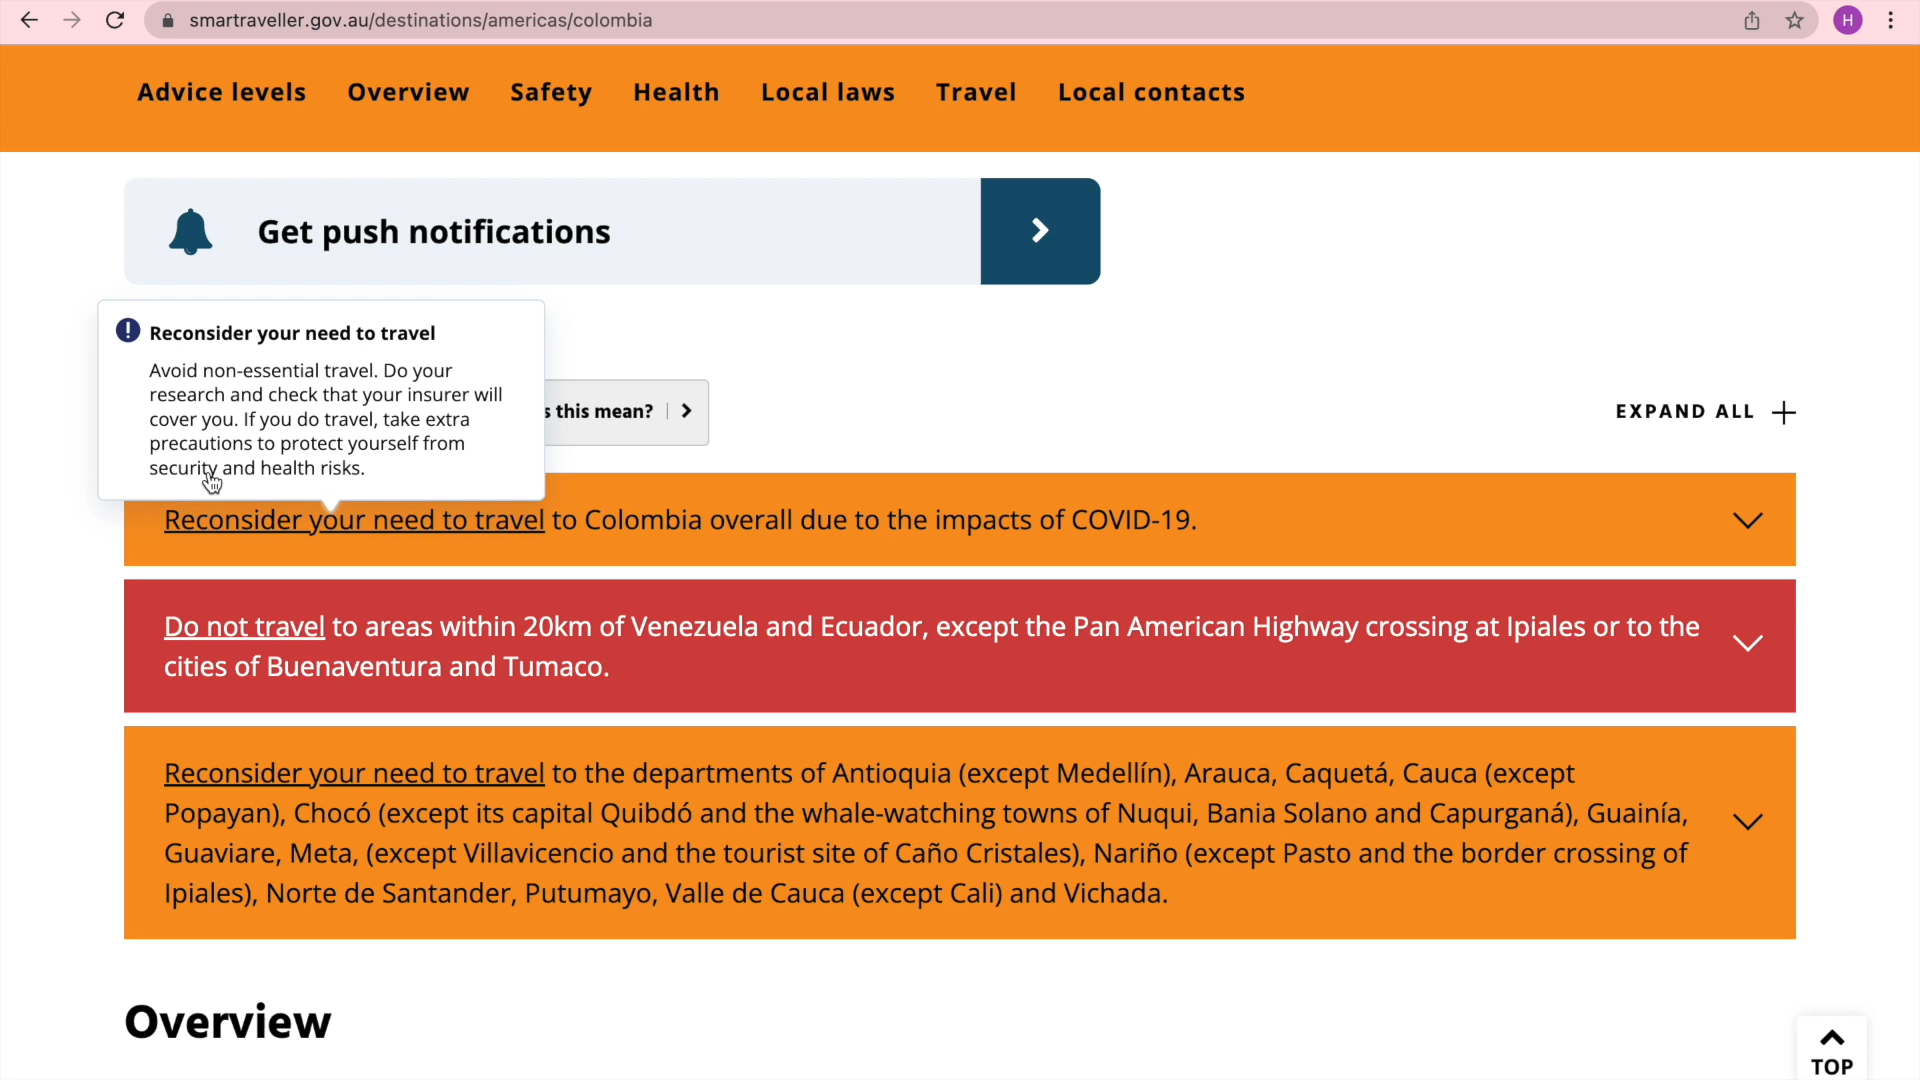 smartraveller.gov.au/destinations/americas/colombia
H
Advice levels Overview Safety Health Local laws Travel Local contacts
Get push notifications
Reconsider your need to travel
Avoid non-essential travel. Do your
research and check that your insurer will
cover you. If you do travel, take extra
precautions to protect yourself from
security and health risks.
s this mean?
EXPAND ALL
Reconsider your need to travel to Colombia overall due to the impacts of COVID-19.
Do not travel to areas within 20km of Venezuela and Ecuador, except the Pan American Highway crossing at Ipiales or to the
cities of Buenaventura and Tumaco.
Reconsider your need to travel to the departments of Antioquia (except Medellín), Arauca, Caquetá, Cauca (except
Popayan), Chocó (except its capital Quibdó and the whale-watching towns of Nuqui, Bania Solano and Capurganá), Guainía,
Guaviare, Meta, (except Villavicencio and the tourist site of Caño Cristales), Nariño (except Pasto and the border crossing of
Ipiales), Norte de Santander, Putumayo, Valle de Cauca (except Cali) and Vichada.
Overview
TOP